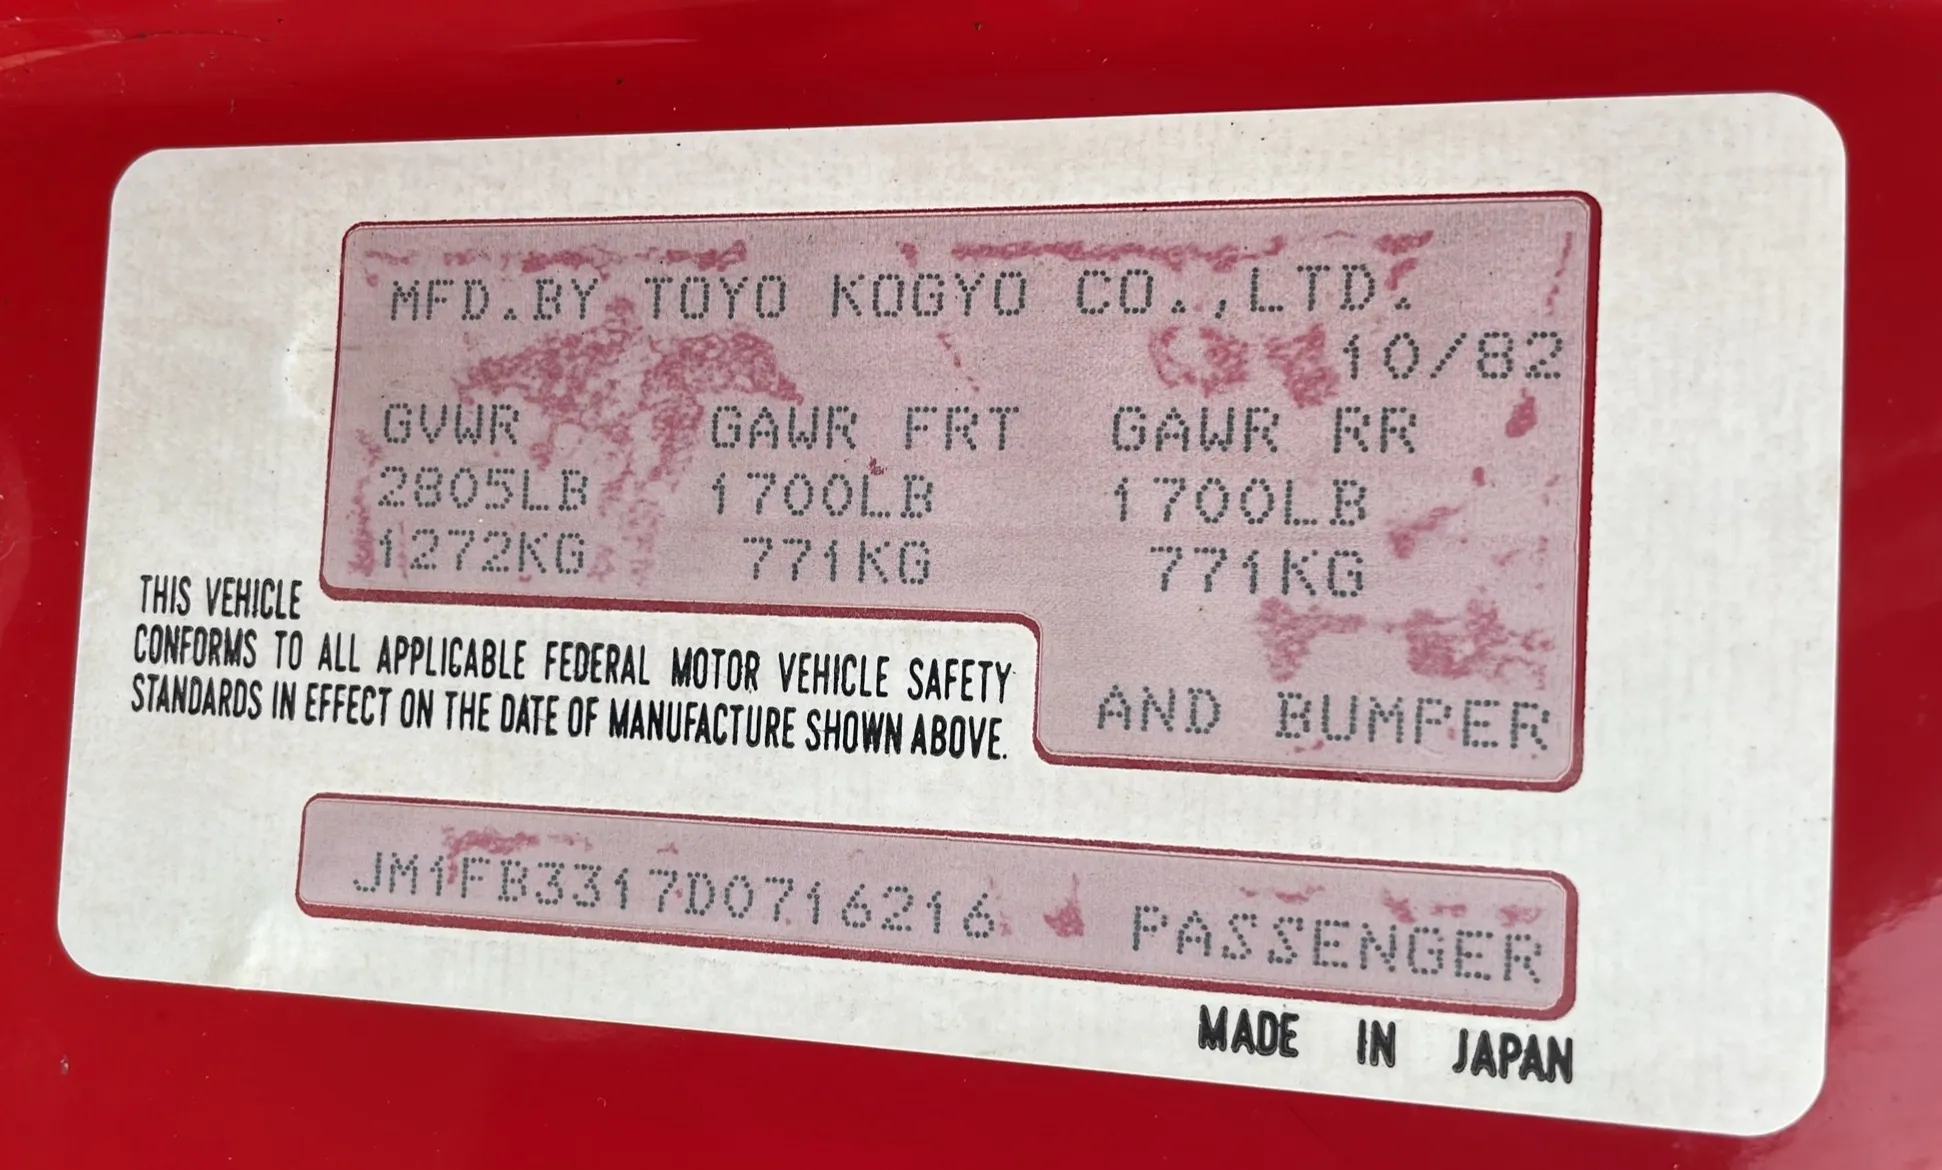 MFD.BY TOYO KOGYO CO.,LTD.
10/82
GVWR GAWR FRT GAWR RR
2805LB 1700LB 1700LB
1272KG 771KG 771KG
THIS VEHICLE
CONFORMS TO ALL APPLICABLE FEDERAL MOTOR VEHICLE SAFETY
AND BUMPER
STANDARDS IN EFFECT ON THE DATE OF MANUFACTURE SHOWN ABOVE.
JM1FB3317D0716216 PASSENGER
MADE IN JAPAN